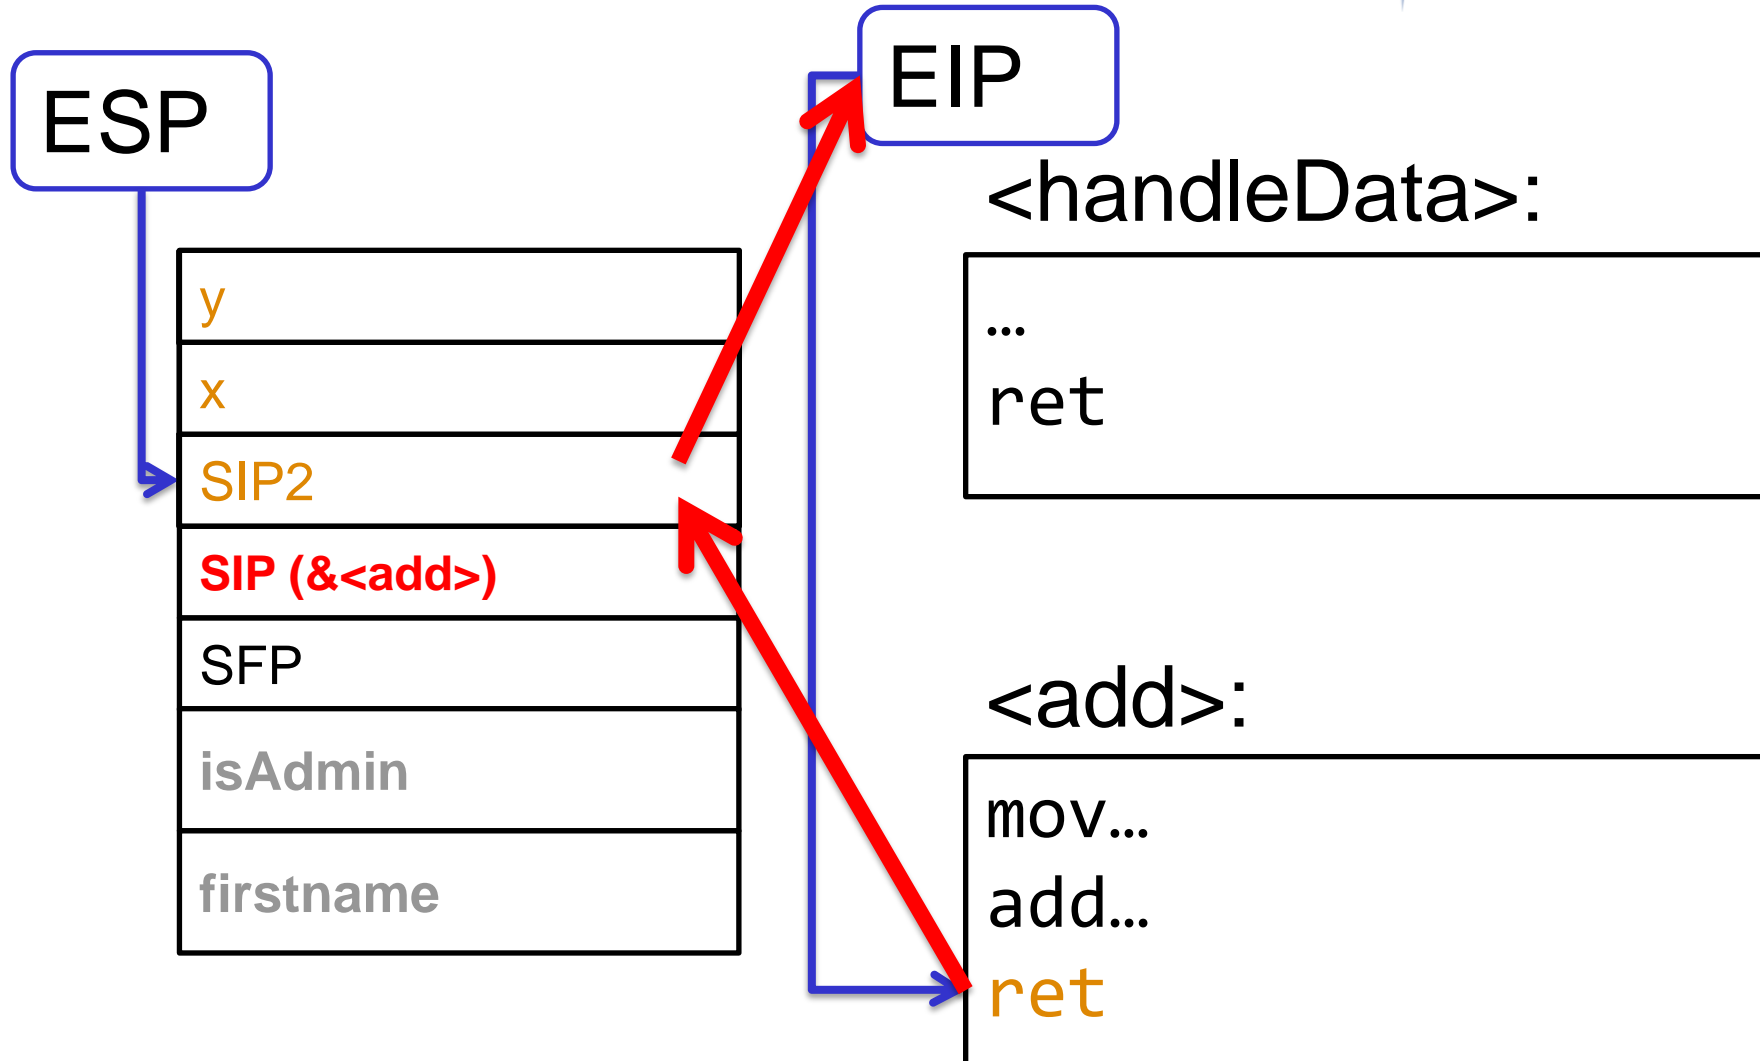 ESP
EIP
<handleData>:
y
x
SIP2
SIP (&<add>)
SFP
isAdmin
firstname
…
ret
<add>:
mov…
add…
ret